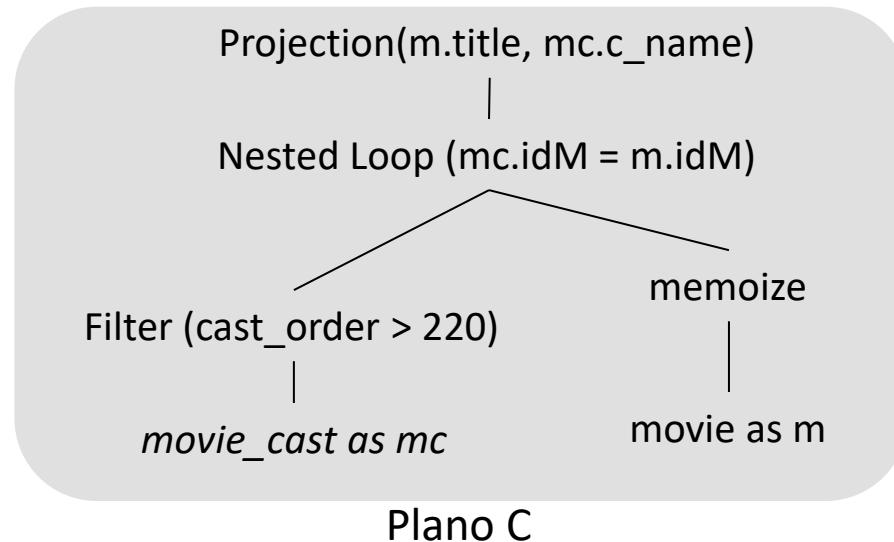 Projection(m.title, mc.c_name)
Nested Loop (mc.idM = m.idM)
memoize
Filter (cast_order > 220)
movie_cast as mc
movie as m
Plano C